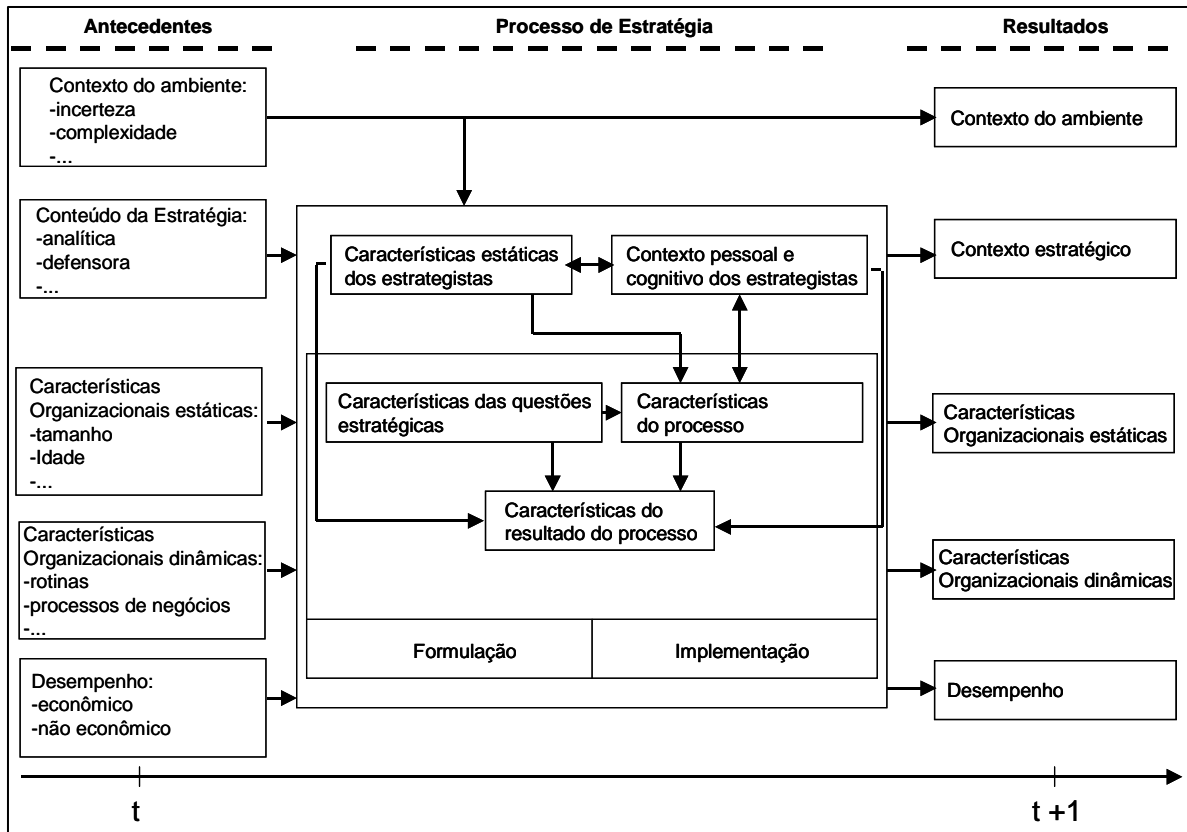 Antecedentes
Processo de Estratégia
Resultados
Contexto do ambiente:
-incerteza
-complexidade
-...
Contexto do ambiente
Conteúdo da Estratégia:
-analítica
-defensora
-...
Características estáticas
dos estrategistas
Contexto pessoal e
cognitivo dos estrategistas
Contexto estratégico
Características
Organizacionais estáticas:
-tamanho
-Idade
-...
Características das questões
estratégicas
Características
do processo
Características
Organizacionais estáticas
Características do
resultado do processo
Características
Organizacionais dinâmicas:
-rotinas
-processos de negócios
-...
Características
Organizacionais dinâmicas
Formulação
Implementação
Desempenho:
-econômico
-não econômico
Desempenho
t
t +1